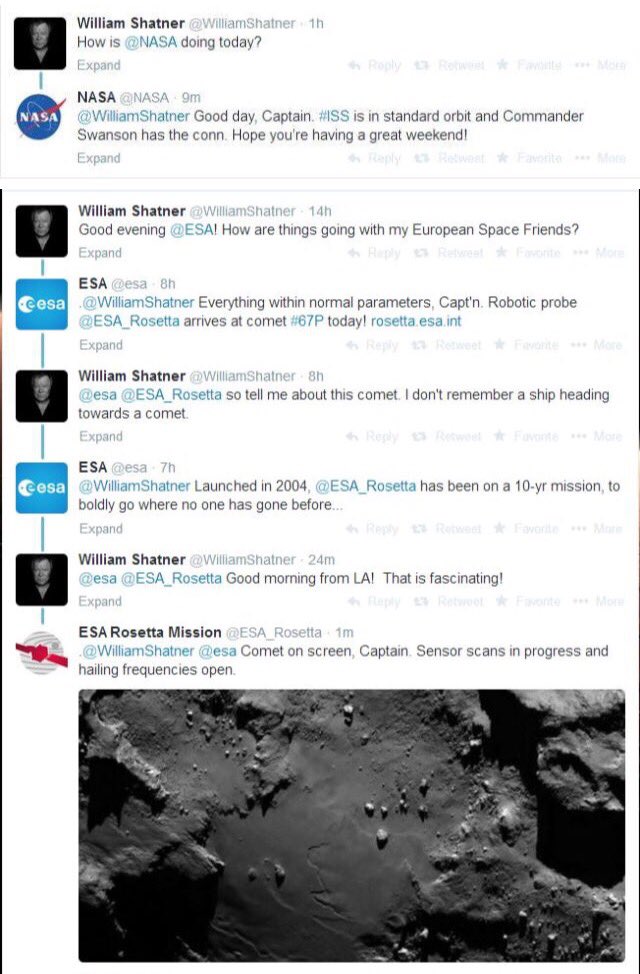 William Shatner @WilliamShatner · 1h
How is @NASA doing today?
Expand
Reply Retweet Favorite More
NASA
NASA @NASA · 9m
@WilliamShatner Good day, Captain. #ISS is in standard orbit and Commander
Swanson has the conn. Hope you're having a great weekend!
Expand
Reply Retweet Favorite More
William Shatner @WilliamShatner · 14h
Good evening @ESA! How are things going with my European Space Friends?
Expand
Reply Retweet Favorite More
esa
ESA @esa · 8h
.@WilliamShatner Everything within normal parameters, Capt'n. Robotic probe
@ESA_Rosetta arrives at comet #67P today! rosetta.esa.int
Expand
Reply Retweet Favorite More
William Shatner @WilliamShatner · 8h
@esa @ESA_Rosetta so tell me about this comet. I don't remember a ship heading
towards a comet.
Expand
Reply Retweet Favorite More
esa
ESA @esa · 7h
@WilliamShatner Launched in 2004, @ESA_Rosetta has been on a 10-yr mission, to
boldly go where no one has gone before...
Expand
Reply Retweet Favorite More
William Shatner @WilliamShatner · 24m
@esa @ESA_Rosetta Good morning from LA! That is fascinating!
Expand
Reply Retweet Favorite More
ESA Rosetta Mission @ESA_Rosetta · 1m
.@WilliamShatner @esa Comet on screen, Captain. Sensor scans in progress and
hailing frequencies open.